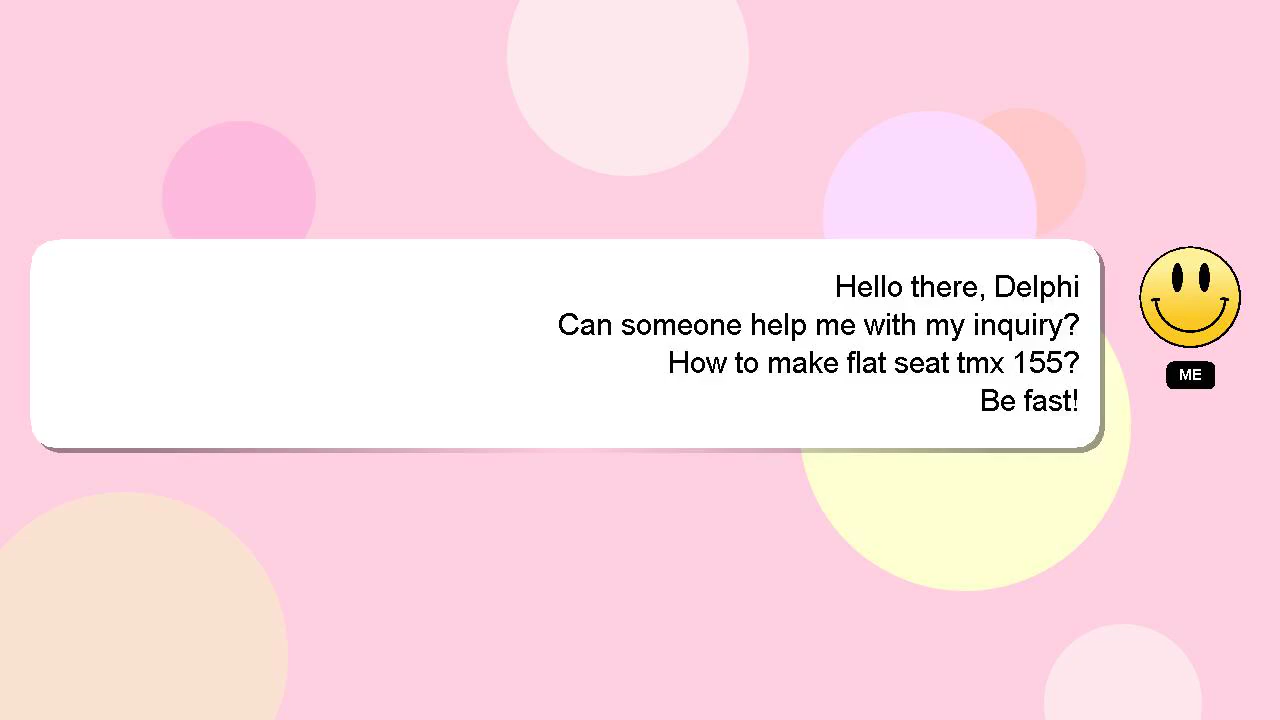 Hello there, Delphi
Can someone help me with my inquiry?
How to make flat seat tmx 155?
Be fast!
ME